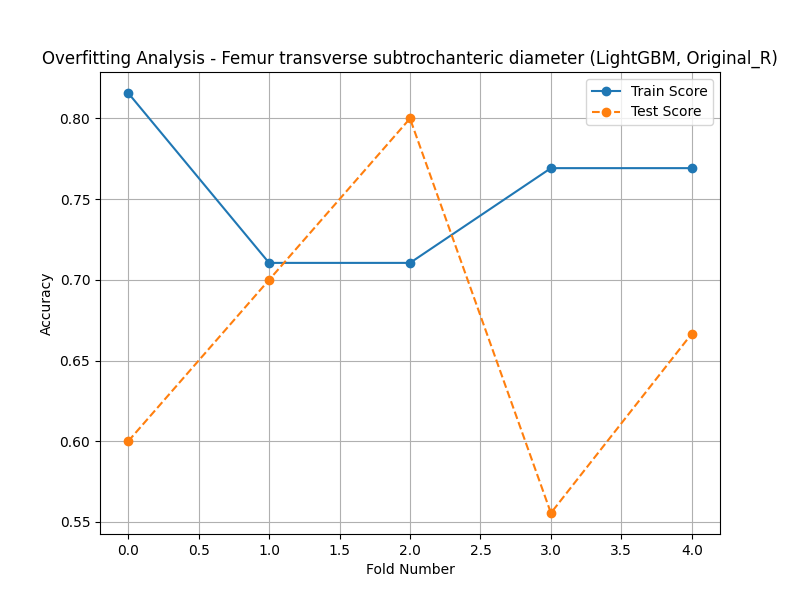 Overfitting Analysis - Femur transverse subtrochanteric diameter (LightGBM, Original_R)
Train Score
Test Score
0.80
0.75
0.70
0.65
0.60
0.55
Accuracy
0.0 0.5 1.0 1.5 2.0 2.5 3.0 3.5 4.0
Fold Number